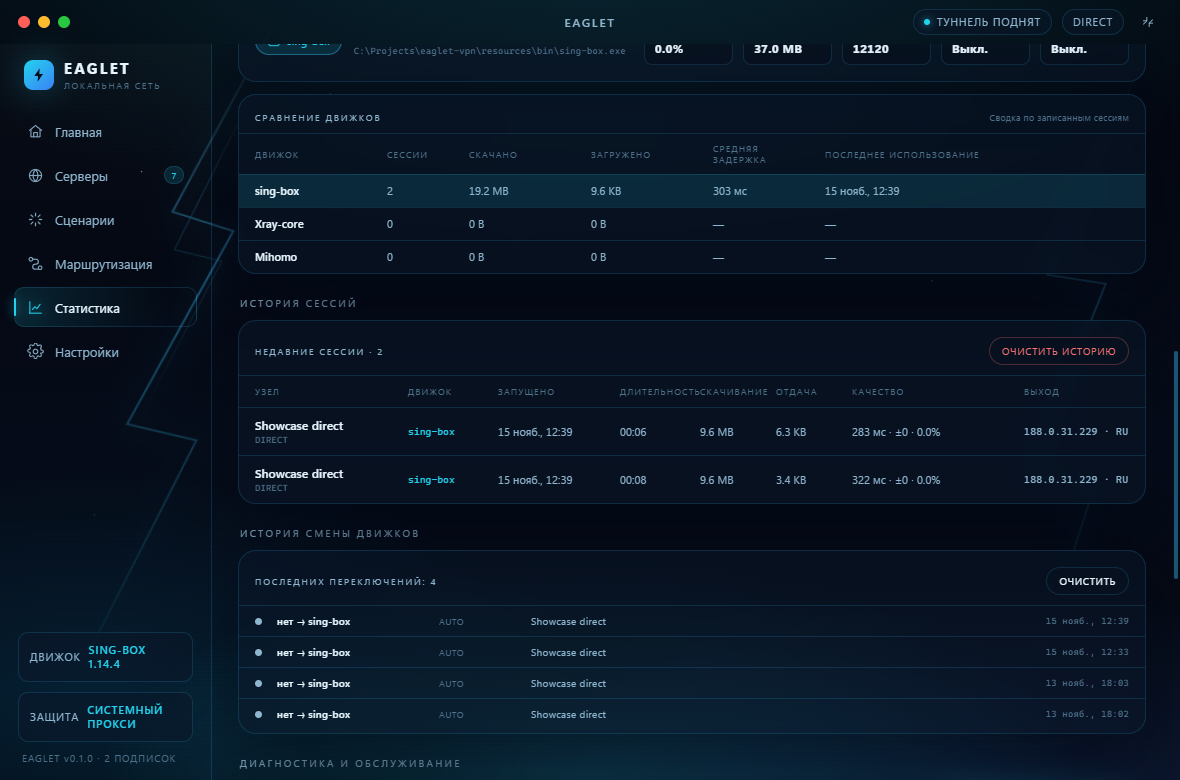 EAGLET
ТУННЕЛЬ ПОДНЯТ
DIRECT
EAGLET
ЛОКАЛЬНАЯ СЕТЬ
Главная
Серверы 7
Сценарии
Маршрутизация
Статистика
Настройки
ДВИЖОК SING-BOX 1.14.4
ЗАЩИТА СИСТЕМНЫЙ ПРОКСИ
EAGLET v0.1.0 · 2 ПОДПИСОК
C:\Projects\eaglet-vpn\resources\bin\sing-box.exe 0.0% 37.0 MB 12120 Выкл. Выкл.
СРАВНЕНИЕ ДВИЖКОВ Сводка по записанным сессиям
ДВИЖОК СЕССИИ СКАЧАНО ЗАГРУЖЕНО СРЕДНЯЯ ЗАДЕРЖКА ПОСЛЕДНЕЕ ИСПОЛЬЗОВАНИЕ
sing-box 2 19.2 MB 9.6 KB 303 мс 15 нояб., 12:39
Xray-core 0 0 B 0 B — —
Mihomo 0 0 B 0 B — —
ИСТОРИЯ СЕССИЙ
НЕДАВНИЕ СЕССИИ · 2 ОЧИСТИТЬ ИСТОРИЮ
УЗЕЛ ДВИЖОК ЗАПУЩЕНО ДЛИТЕЛЬНОСТЬ СКАЧИВАНИЕ ОТДАЧА КАЧЕСТВО ВЫХОД
Showcase direct sing-box 15 нояб., 12:39 00:06 9.6 MB 6.3 KB 283 мс · ±0 · 0.0% 188.0.31.229 · RU
DIRECT
Showcase direct sing-box 15 нояб., 12:39 00:08 9.6 MB 3.4 KB 322 мс · ±0 · 0.0% 188.0.31.229 · RU
DIRECT
ИСТОРИЯ СМЕНЫ ДВИЖКОВ
ПОСЛЕДНИХ ПЕРЕКЛЮЧЕНИЙ: 4 ОЧИСТИТЬ
нет → sing-box AUTO Showcase direct 15 нояб., 12:39
нет → sing-box AUTO Showcase direct 15 нояб., 12:33
нет → sing-box AUTO Showcase direct 13 нояб., 18:03
нет → sing-box AUTO Showcase direct 13 нояб., 18:02
ДИАГНОСТИКА И ОБСЛУЖИВАНИЕ